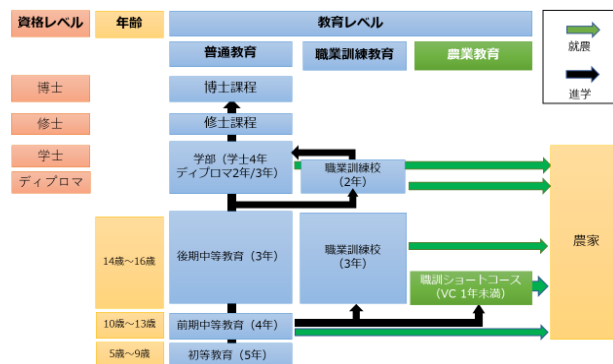 資格レベル
年齢
教育レベル
普通教育
職業訓練教育
農業教育
就農
進学
博士
博士課程
修士
修士課程
学士
ディプロマ
学部（学士4年
ディプロマ2年/3年）
職業訓練校
（2年）
農家
14歳～16歳
後期中等教育（3年）
職業訓練校
（3年）
職訓ショートコース
（VC 1年未満）
10歳～13歳
前期中等教育（4年）
5歳～9歳
初等教育（5年）